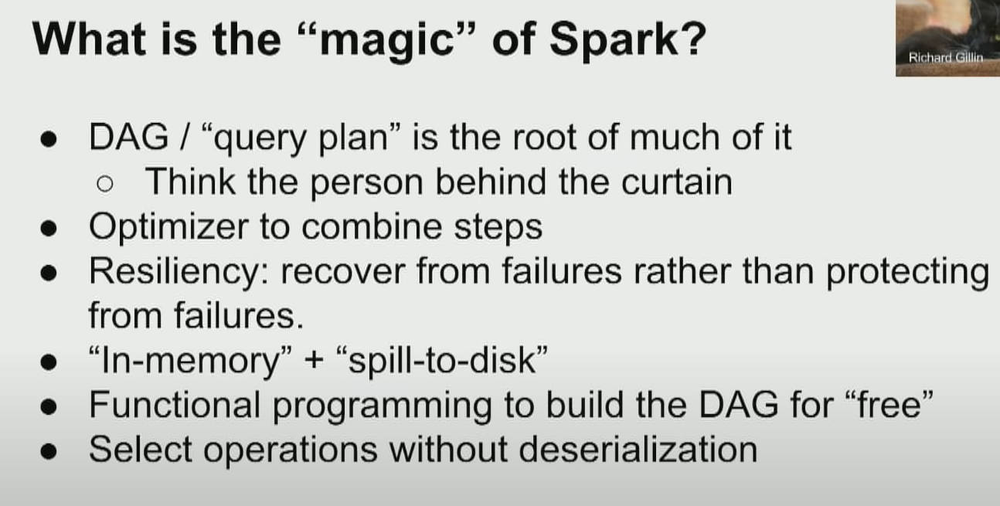 What is the “magic” of Spark?
Richard Gillin
● DAG / “query plan” is the root of much of it
○ Think the person behind the curtain
● Optimizer to combine steps
● Resiliency: recover from failures rather than protecting
from failures.
● “In-memory” + “spill-to-disk”
● Functional programming to build the DAG for “free”
● Select operations without deserialization